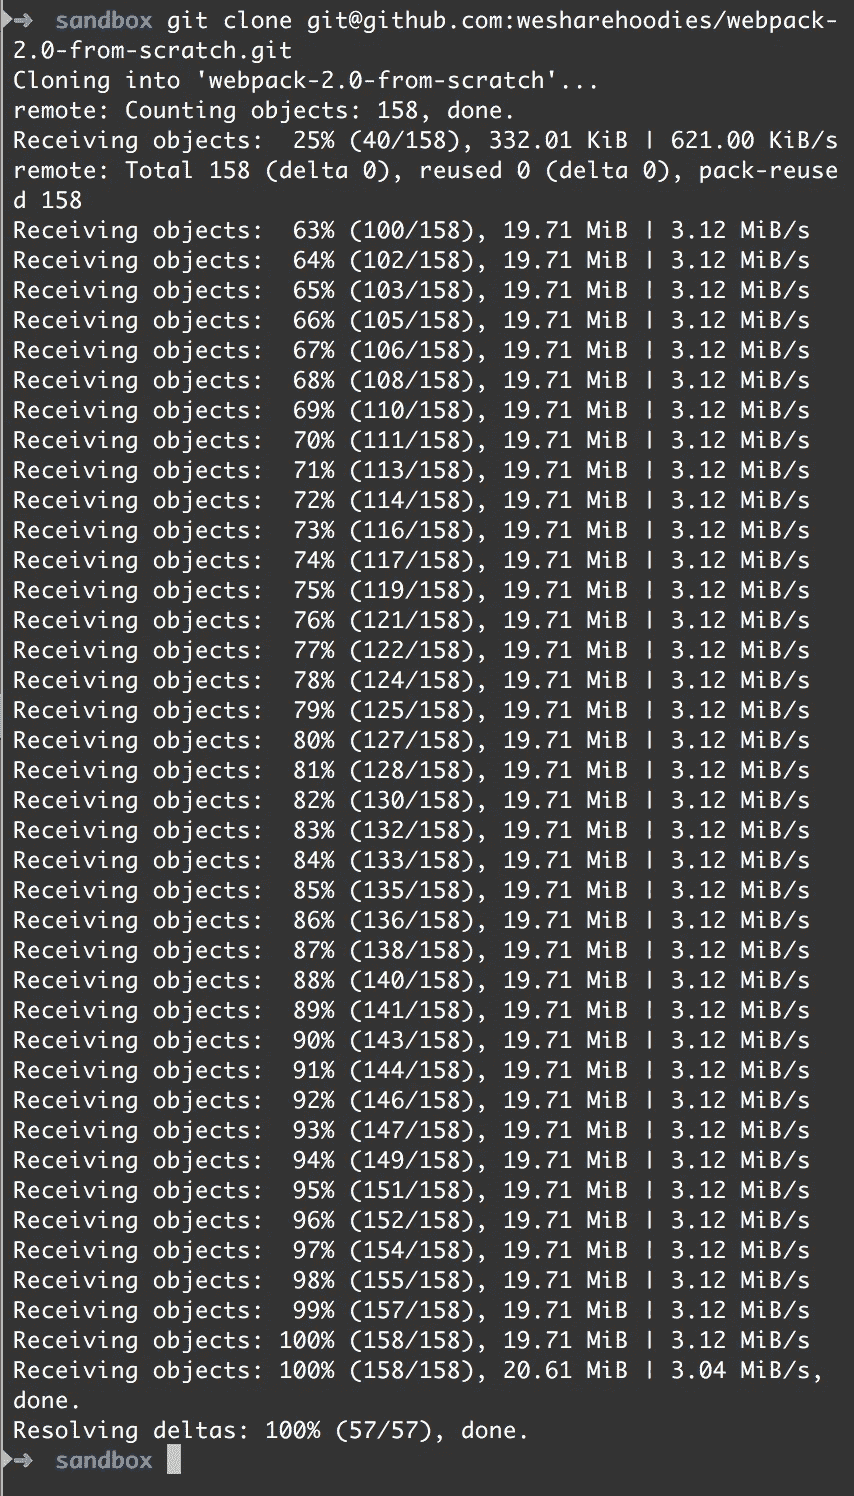 ➜  sandbox git clone git@github.com:wesharehoodies/webpack-
2.0-from-scratch.git
Cloning into 'webpack-2.0-from-scratch'...
remote: Counting objects: 158, done.
Receiving objects:  25% (40/158), 332.01 KiB | 621.00 KiB/s
remote: Total 158 (delta 0), reused 0 (delta 0), pack-reuse
d 158
Receiving objects:  63% (100/158), 19.71 MiB | 3.12 MiB/s
Receiving objects:  64% (102/158), 19.71 MiB | 3.12 MiB/s
Receiving objects:  65% (103/158), 19.71 MiB | 3.12 MiB/s
Receiving objects:  66% (105/158), 19.71 MiB | 3.12 MiB/s
Receiving objects:  67% (106/158), 19.71 MiB | 3.12 MiB/s
Receiving objects:  68% (108/158), 19.71 MiB | 3.12 MiB/s
Receiving objects:  69% (110/158), 19.71 MiB | 3.12 MiB/s
Receiving objects:  70% (111/158), 19.71 MiB | 3.12 MiB/s
Receiving objects:  71% (113/158), 19.71 MiB | 3.12 MiB/s
Receiving objects:  72% (114/158), 19.71 MiB | 3.12 MiB/s
Receiving objects:  73% (116/158), 19.71 MiB | 3.12 MiB/s
Receiving objects:  74% (117/158), 19.71 MiB | 3.12 MiB/s
Receiving objects:  75% (119/158), 19.71 MiB | 3.12 MiB/s
Receiving objects:  76% (121/158), 19.71 MiB | 3.12 MiB/s
Receiving objects:  77% (122/158), 19.71 MiB | 3.12 MiB/s
Receiving objects:  78% (124/158), 19.71 MiB | 3.12 MiB/s
Receiving objects:  79% (125/158), 19.71 MiB | 3.12 MiB/s
Receiving objects:  80% (127/158), 19.71 MiB | 3.12 MiB/s
Receiving objects:  81% (128/158), 19.71 MiB | 3.12 MiB/s
Receiving objects:  82% (130/158), 19.71 MiB | 3.12 MiB/s
Receiving objects:  83% (132/158), 19.71 MiB | 3.12 MiB/s
Receiving objects:  84% (133/158), 19.71 MiB | 3.12 MiB/s
Receiving objects:  85% (135/158), 19.71 MiB | 3.12 MiB/s
Receiving objects:  86% (136/158), 19.71 MiB | 3.12 MiB/s
Receiving objects:  87% (138/158), 19.71 MiB | 3.12 MiB/s
Receiving objects:  88% (140/158), 19.71 MiB | 3.12 MiB/s
Receiving objects:  89% (141/158), 19.71 MiB | 3.12 MiB/s
Receiving objects:  90% (143/158), 19.71 MiB | 3.12 MiB/s
Receiving objects:  91% (144/158), 19.71 MiB | 3.12 MiB/s
Receiving objects:  92% (146/158), 19.71 MiB | 3.12 MiB/s
Receiving objects:  93% (147/158), 19.71 MiB | 3.12 MiB/s
Receiving objects:  94% (149/158), 19.71 MiB | 3.12 MiB/s
Receiving objects:  95% (151/158), 19.71 MiB | 3.12 MiB/s
Receiving objects:  96% (152/158), 19.71 MiB | 3.12 MiB/s
Receiving objects:  97% (154/158), 19.71 MiB | 3.12 MiB/s
Receiving objects:  98% (155/158), 19.71 MiB | 3.12 MiB/s
Receiving objects:  99% (157/158), 19.71 MiB | 3.12 MiB/s
Receiving objects: 100% (158/158), 19.71 MiB | 3.12 MiB/s
Receiving objects: 100% (158/158), 20.61 MiB | 3.04 MiB/s,
done.
Resolving deltas: 100% (57/57), done.
➜  sandbox